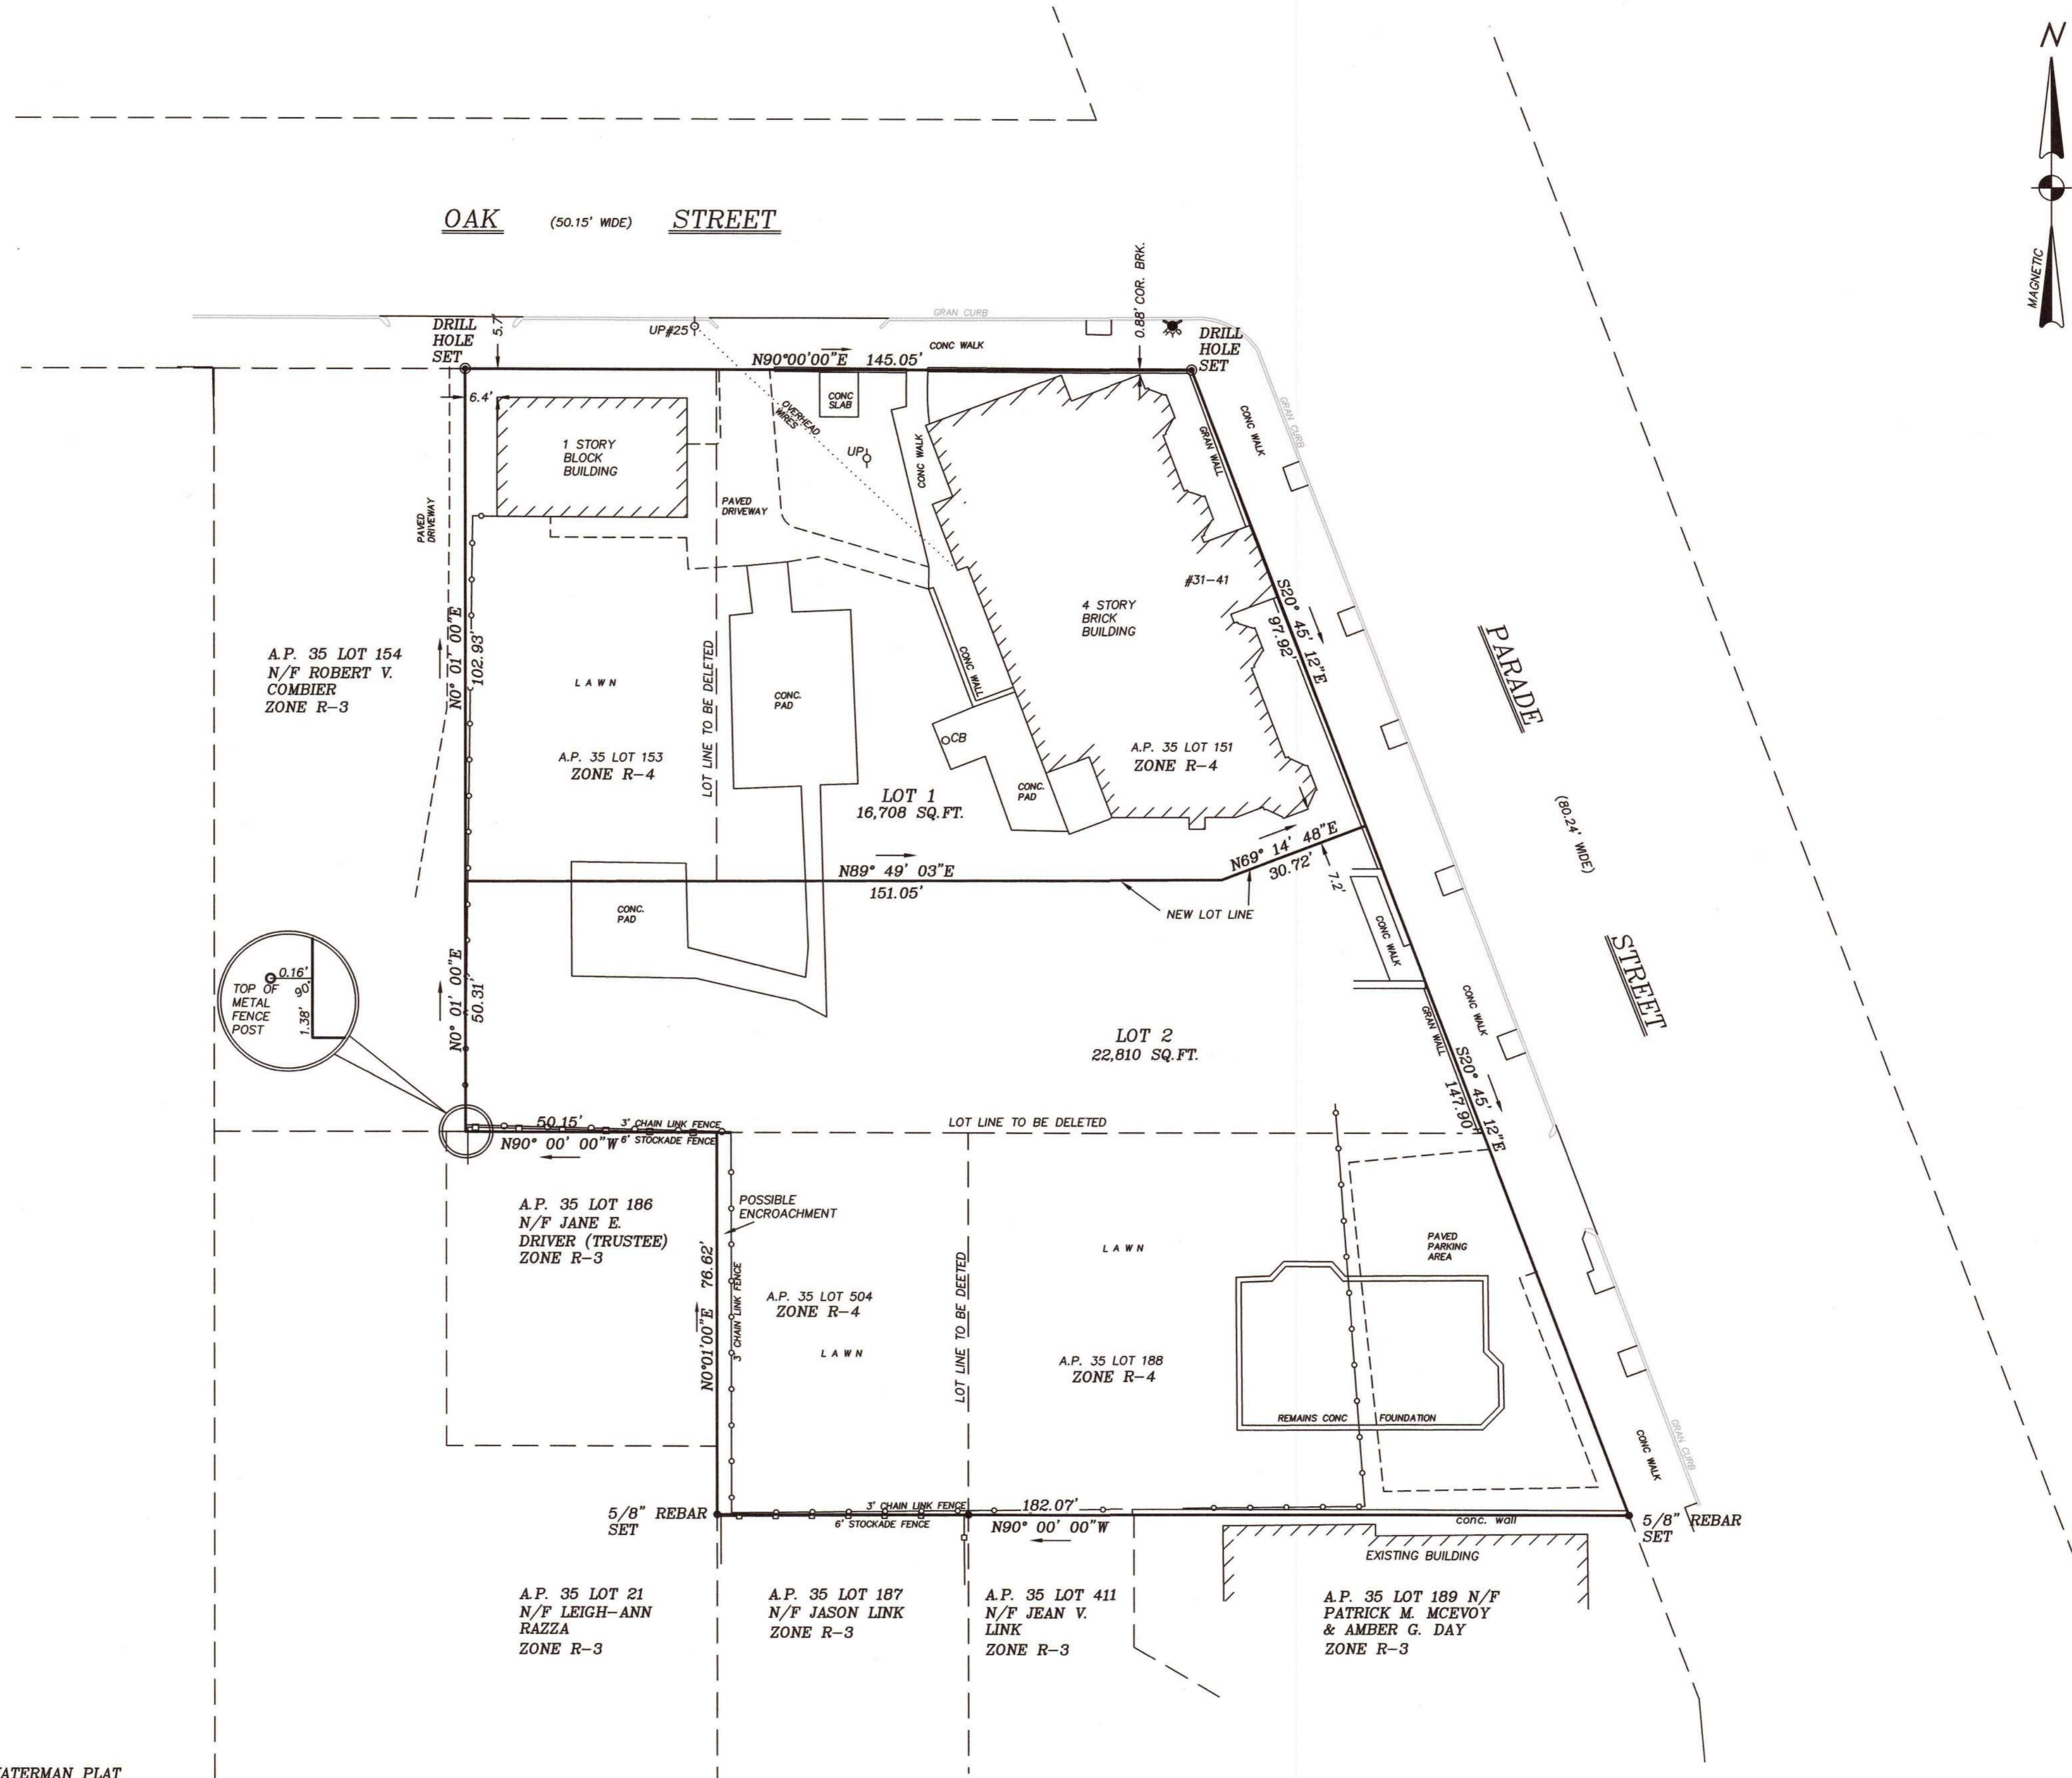 N
MAGNETIC
OAK (50.15' WIDE) STREET
GRAN CURB
DRILL
HOLE
SET
5.7'
UP#25
0.88' COR. BRK.
CONC WALK
DRILL
HOLE
SET
N90°00'00"E 145.05'
6.4'
CONC
SLAB
OVERHEAD
WIRES
1 STORY
BLOCK
BUILDING
UP
CONC WALK
GRAN WALL
CONC WALK
GRAN CURB
PAVED
DRIVEWAY
PAVED
DRIVEWAY
#31-41
4 STORY
BRICK
BUILDING
S20° 45' 12"E
97.92'
N0° 01' 00"E
102.93'
A.P. 35 LOT 154
N/F ROBERT V.
COMBIER
ZONE R-3
LAWN
LOT LINE TO BE DELETED
CONC.
PAD
CONC WALL
CB
PARADE
(80.24' WIDE)
STREET
A.P. 35 LOT 153
ZONE R-4
A.P. 35 LOT 151
ZONE R-4
CONC.
PAD
LOT 1
16,708 SQ.FT.
N69° 14' 48"E
30.72'
7.2'
N89° 49' 03"E
151.05'
NEW LOT LINE
CONC.
PAD
CONC WALK
0.16'
90°
1.38'
TOP OF
METAL
FENCE
POST
N0° 01' 00"E
50.31'
CONC WALK
GRAN WALL
LOT 2
22,810 SQ.FT.
S20° 45' 12"E
147.90'
50.15'
3' CHAIN LINK FENCE
N90° 00' 00"W
6' STOCKADE FENCE
LOT LINE TO BE DELETED
A.P. 35 LOT 186
N/F JANE E.
DRIVER (TRUSTEE)
ZONE R-3
POSSIBLE
ENCROACHMENT
N0°01'00"E 76.62'
3' CHAIN LINK FENCE
LAWN
PAVED
PARKING
AREA
A.P. 35 LOT 504
ZONE R-4
LAWN
LOT LINE TO BE DEETED
A.P. 35 LOT 188
ZONE R-4
REMAINS CONC FOUNDATION
CONC WALK
GRAN CURB
5/8" REBAR
SET
3' CHAIN LINK FENCE
6' STOCKADE FENCE
182.07'
N90° 00' 00"W
conc. wall
5/8" REBAR
SET
EXISTING BUILDING
A.P. 35 LOT 21
N/F LEIGH-ANN
RAZZA
ZONE R-3
A.P. 35 LOT 187
N/F JASON LINK
ZONE R-3
A.P. 35 LOT 411
N/F JEAN V.
LINK
ZONE R-3
A.P. 35 LOT 189 N/F
PATRICK M. MCEVOY
& AMBER G. DAY
ZONE R-3
PLAT